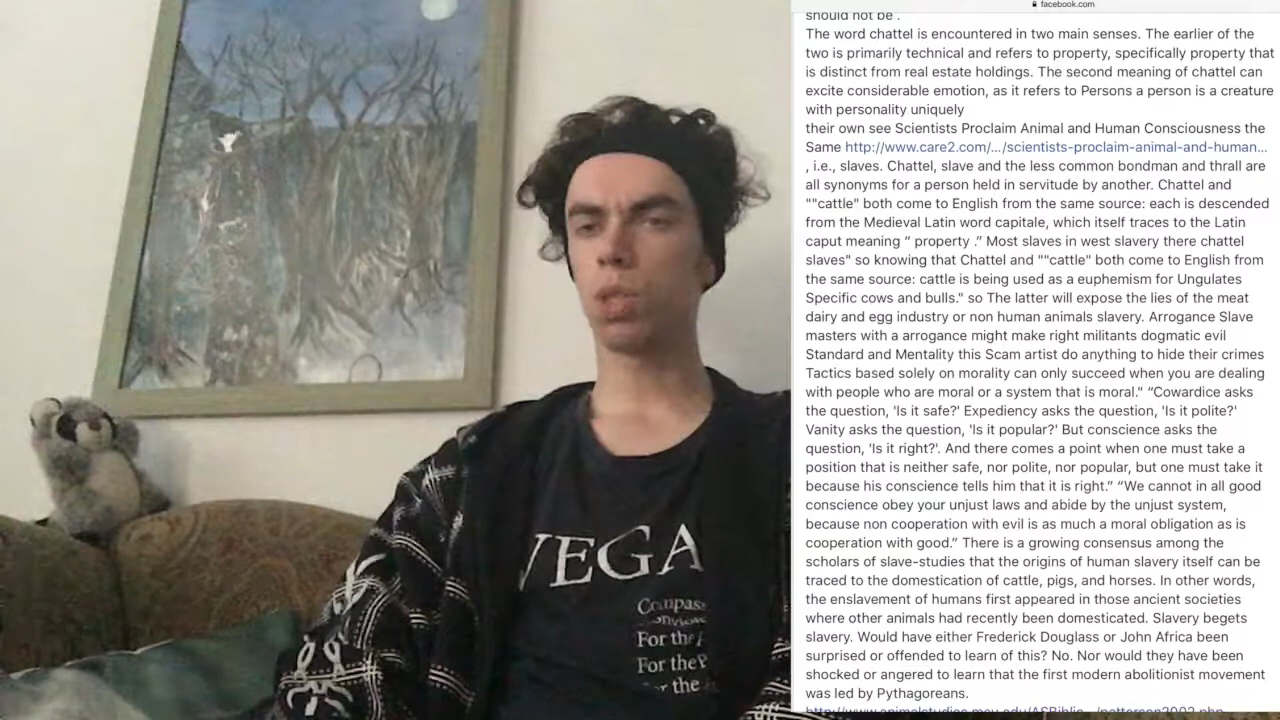 facebook.com
should not be .
The word chattel is encountered in two main senses. The earlier of the
two is primarily technical and refers to property, specifically property that
is distinct from real estate holdings. The second meaning of chattel can
excite considerable emotion, as it refers to Persons a person is a creature
with personality uniquely
their own see Scientists Proclaim Animal and Human Consciousness the
Same http://www.care2.com/.../scientists-proclaim-animal-and-human...
, i.e., slaves. Chattel, slave and the less common bondman and thrall are
all synonyms for a person held in servitude by another. Chattel and
""cattle" both come to English from the same source: each is descended
from the Medieval Latin word capitale, which itself traces to the Latin
caput meaning " property ." Most slaves in west slavery there chattel
slaves" so knowing that Chattel and ""cattle" both come to English from
the same source: cattle is being used as a euphemism for Ungulates
Specific cows and bulls." so The latter will expose the lies of the meat
dairy and egg industry or non human animals slavery. Arrogance Slave
masters with a arrogance might make right militants dogmatic evil
Standard and Mentality this Scam artist do anything to hide their crimes
Tactics based solely on morality can only succeed when you are dealing
with people who are moral or a system that is moral." "Cowardice asks
the question, 'Is it safe?' Expediency asks the question, 'Is it polite?'
Vanity asks the question, 'Is it popular?' But conscience asks the
question, 'Is it right?'. And there comes a point when one must take a
position that is neither safe, nor polite, nor popular, but one must take it
because his conscience tells him that it is right." "We cannot in all good
conscience obey your unjust laws and abide by the unjust system,
because non cooperation with evil is as much a moral obligation as is
cooperation with good." There is a growing consensus among the
scholars of slave-studies that the origins of human slavery itself can be
traced to the domestication of cattle, pigs, and horses. In other words,
the enslavement of humans first appeared in those ancient societies
where other animals had recently been domesticated. Slavery begets
slavery. Would have either Frederick Douglass or John Africa been
surprised or offended to learn of this? No. Nor would they have been
shocked or angered to learn that the first modern abolitionist movement
was led by Pythagoreans.
VEGA
Compas
For the
For the
the